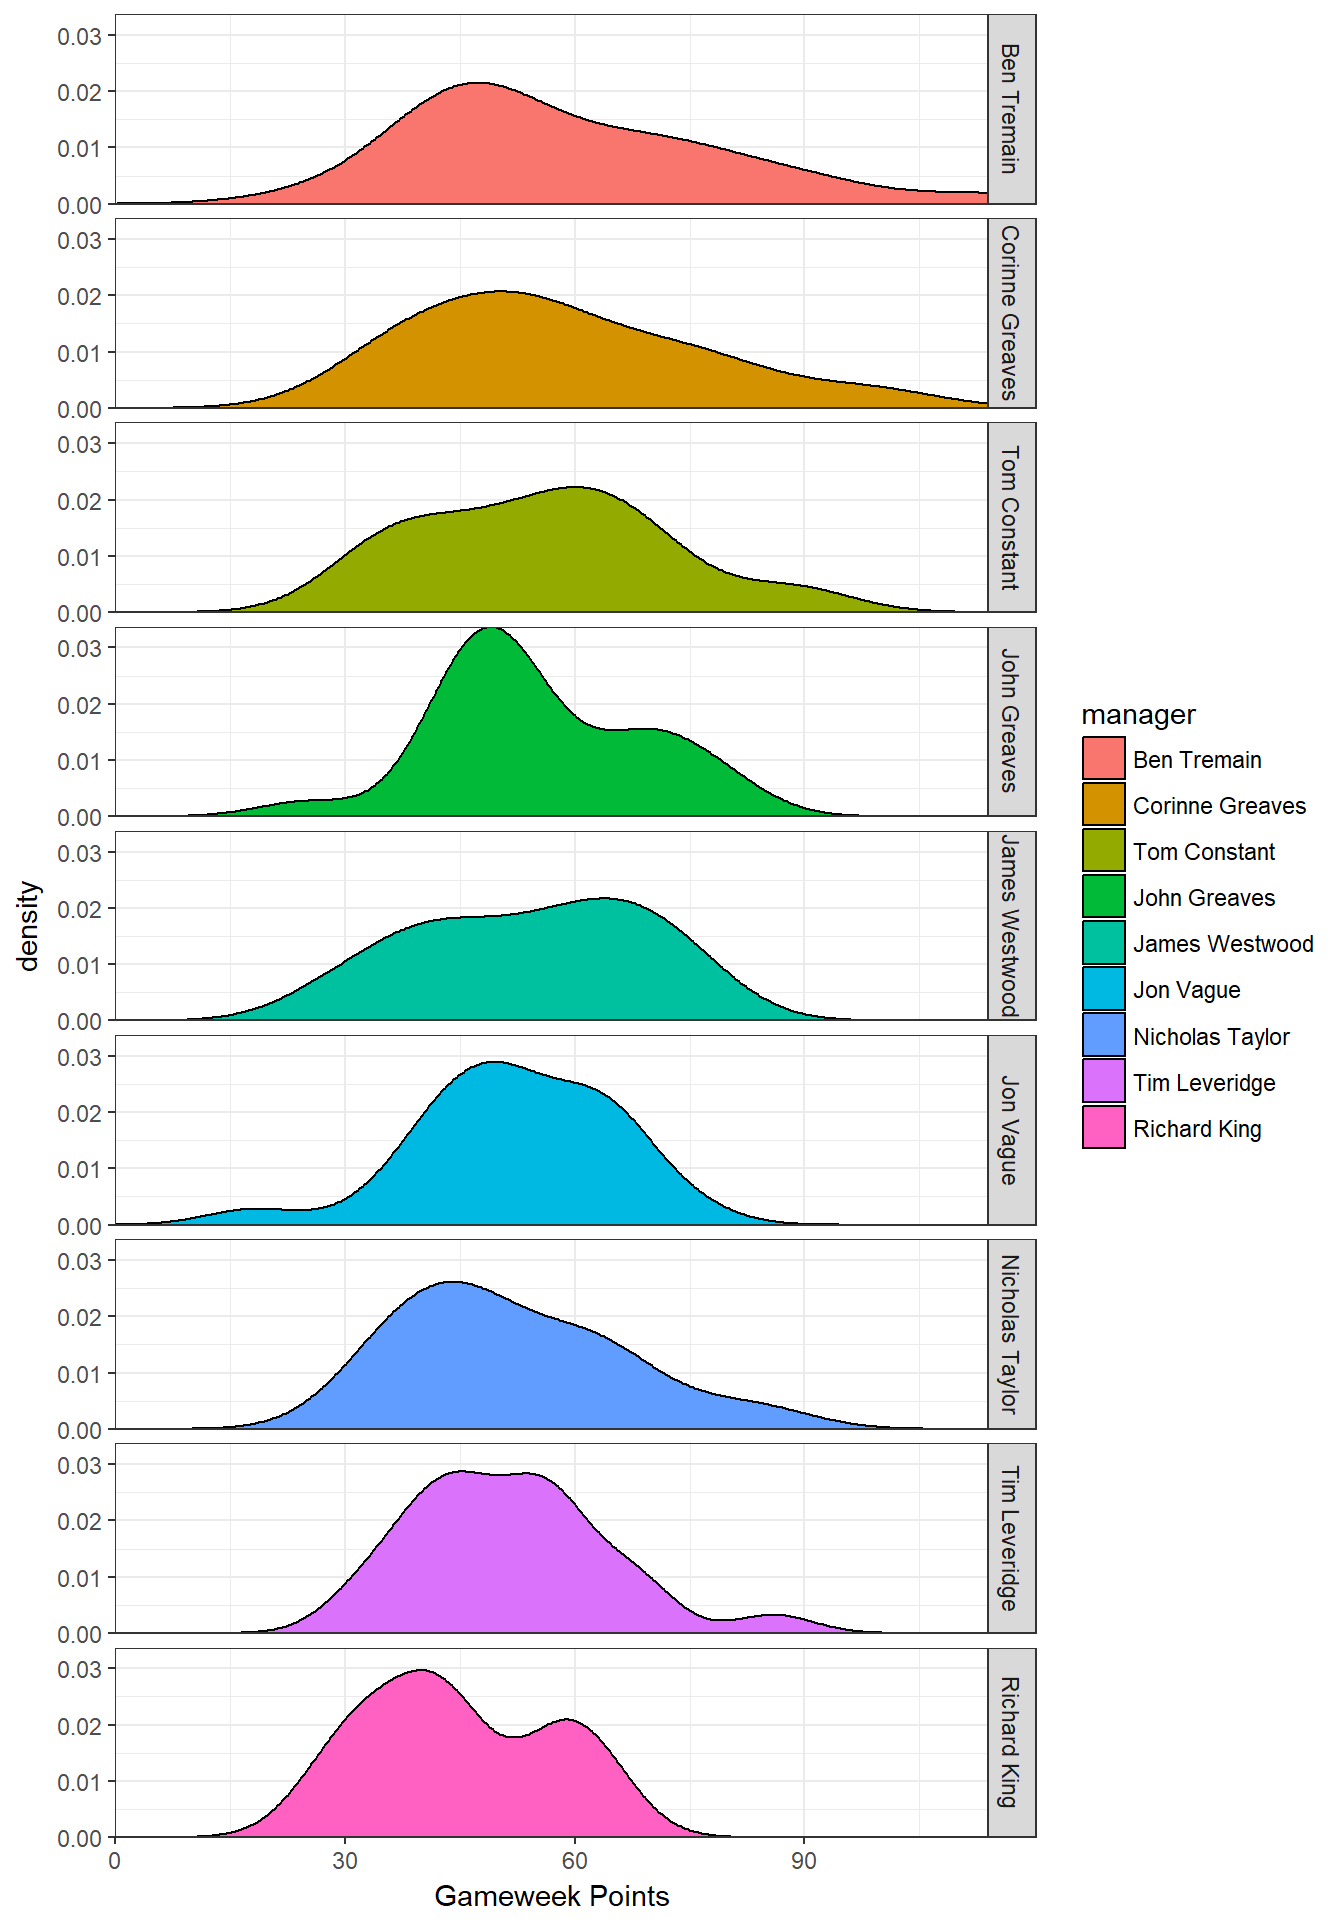 0.03
0.02
0.01
0.00
Ben Tremain
0.03
0.02
0.01
0.00
Corinne Greaves
0.03
0.02
0.01
0.00
Tom Constant
0.03
0.02
0.01
0.00
John Greaves
0.03
0.02
0.01
0.00
James Westwood
0.03
0.02
0.01
0.00
Jon Vague
0.03
0.02
0.01
0.00
Nicholas Taylor
0.03
0.02
0.01
0.00
Tim Leveridge
0.03
0.02
0.01
0.00
Richard King
0 30 60 90
Gameweek Points
density
manager
Ben Tremain
Corinne Greaves
Tom Constant
John Greaves
James Westwood
Jon Vague
Nicholas Taylor
Tim Leveridge
Richard King